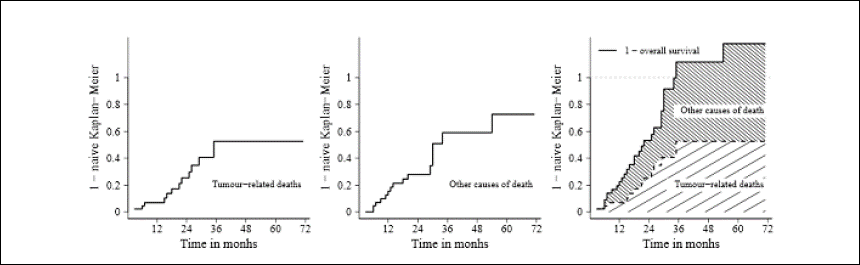 1 − naive Kaplan−Meier
1
0.8
0.6
0.4
0.2
0
Tumour−related deaths
12 24 36 48 60 72
Time in monhs
1 − naive Kaplan−Meier
1
0.8
0.6
0.4
0.2
0
Other causes of death
12 24 36 48 60 72
Time in monhs
1 − naive Kaplan−Meier
1 − overall survival
1
0.8
0.6
0.4
0.2
0
Other causes of death
Tumour−related deaths
12 24 36 48 60 72
Time in monhs